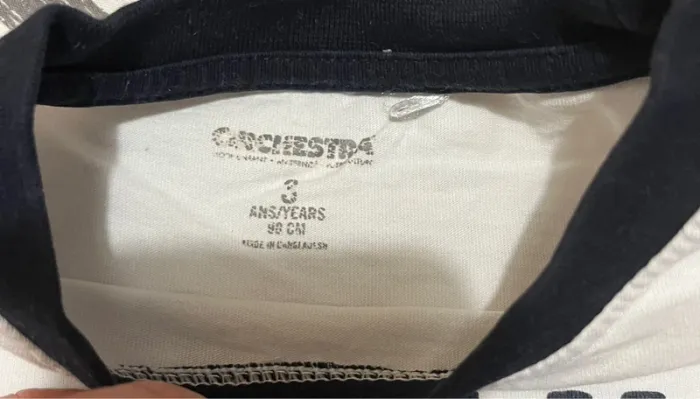 ORCHESTRA
3
ANS/YEARS
98 CM
MADE IN BANGLADESH